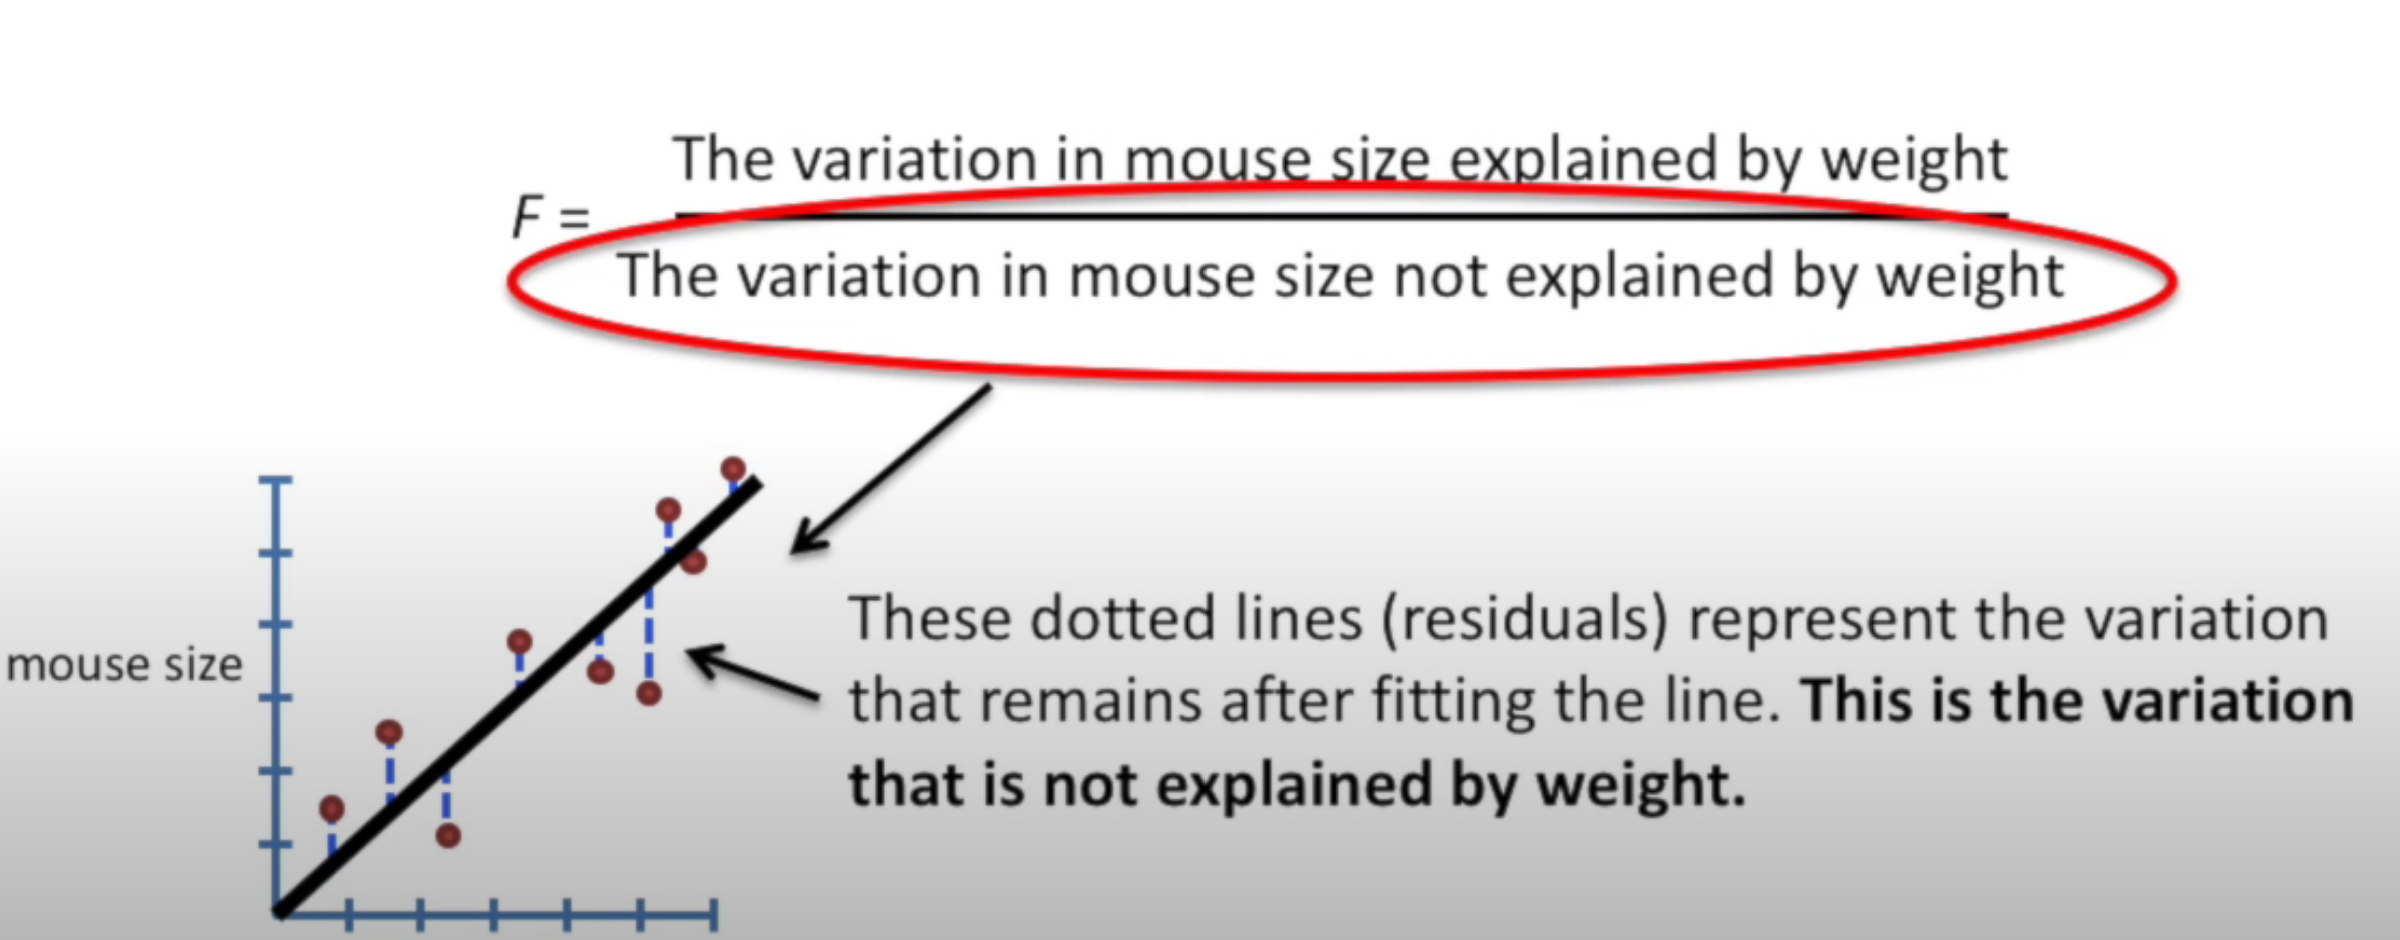 The variation in mouse size explained by weight
F =
The variation in mouse size not explained by weight
mouse size
These dotted lines (residuals) represent the variation
that remains after fitting the line. This is the variation
that is not explained by weight.